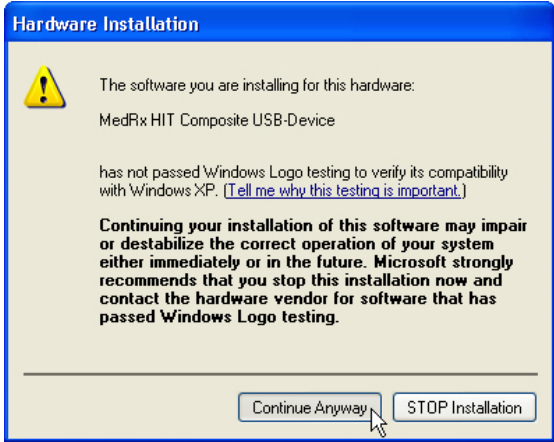 Hardware Installation
The software you are installing for this hardware:
MedRx HIT Composite USB-Device
has not passed Windows Logo testing to verify its compatibility
with Windows XP. (Tell me why this testing is important.)
Continuing your installation of this software may impair
or destabilize the correct operation of your system
either immediately or in the future. Microsoft strongly
recommends that you stop this installation now and
contact the hardware vendor for software that has
passed Windows Logo testing.
Continue Anyway STOP Installation